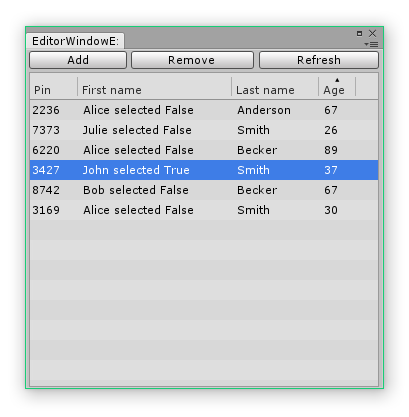 EditorWindowE:
Add Remove Refresh
Pin First name Last name Age
2236 Alice selected False Anderson 67
7373 Julie selected False Smith 26
6220 Alice selected False Becker 89
3427 John selected True Smith 37
8742 Bob selected False Becker 67
3169 Alice selected False Smith 30